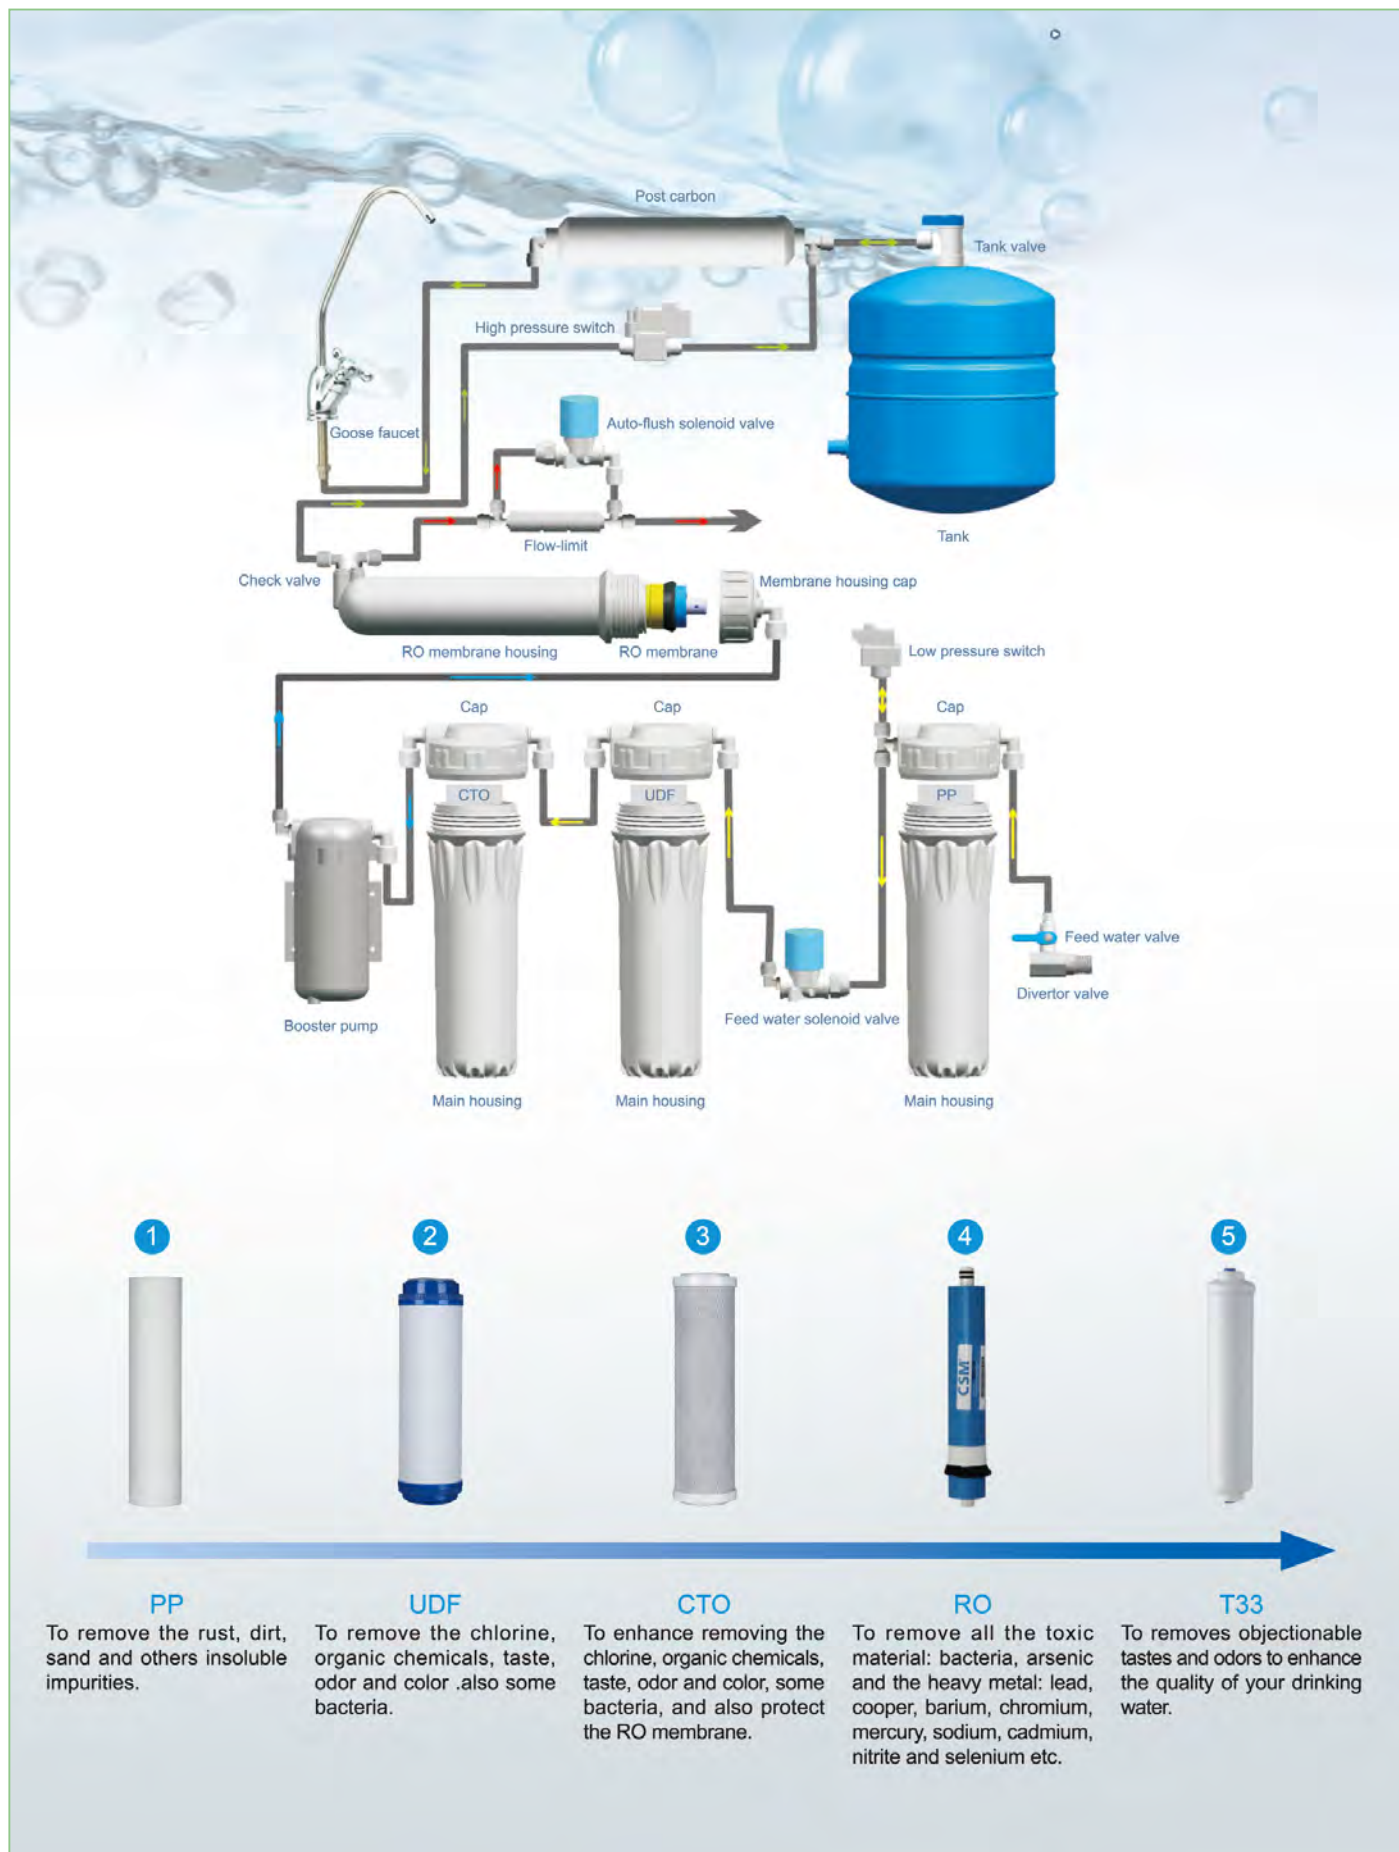 Post carbon
Tank valve
High pressure switch
Auto-flush solenoid valve
Goose faucet
Tank
Flow-limit
Check valve
Membrane housing cap
RO membrane housing
RO membrane
Low pressure switch
Cap
Cap
Cap
CTO
UDF
PP
Feed water valve
Divertor valve
Booster pump
Feed water solenoid valve
Main housing
Main housing
Main housing
1
2
3
4
5
CSM
PP
To remove the rust, dirt,
sand and others insoluble
impurities.
UDF
To remove the chlorine,
organic chemicals, taste,
odor and color .also some
bacteria.
CTO
To enhance removing the
chlorine, organic chemicals,
taste, odor and color, some
bacteria, and also protect
the RO membrane.
RO
To remove all the toxic
material: bacteria, arsenic
and the heavy metal: lead,
cooper, barium, chromium,
mercury, sodium, cadmium,
nitrite and selenium etc.
T33
To removes objectionable
tastes and odors to enhance
the quality of your drinking
water.